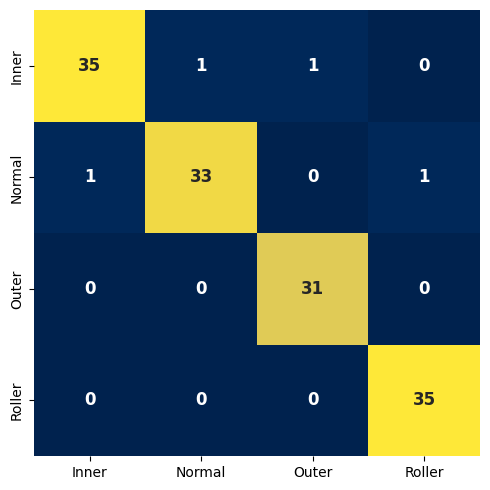 Inner 35 1 1 0
Normal 1 33 0 1
Outer 0 0 31 0
Roller 0 0 0 35
Inner Normal Outer Roller